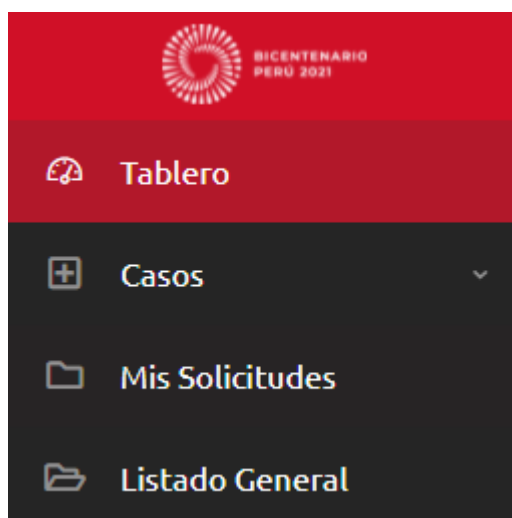 BICENTENARIO
PERÚ 2021
Tablero
Casos
Mis Solicitudes
Listado General